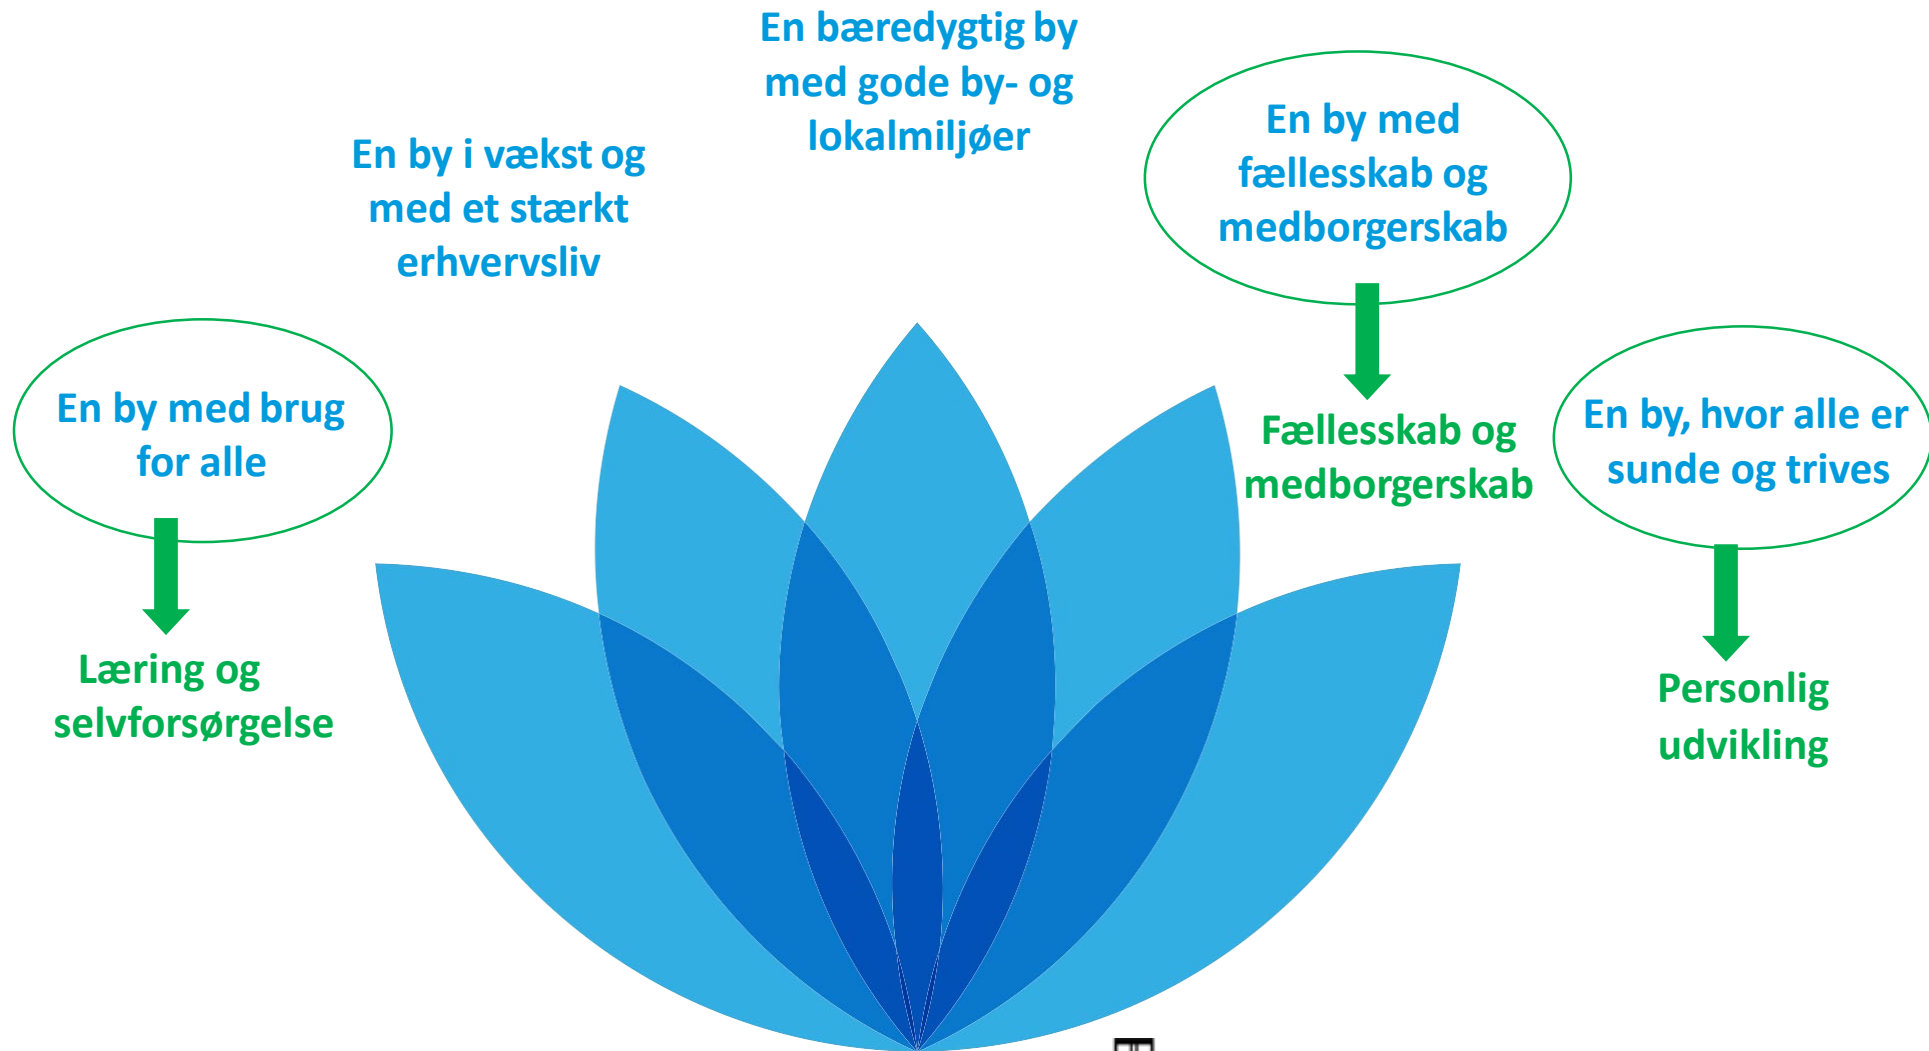 En bæredygtig by
med gode by- og
lokalmiljøer
En by i vækst og
med et stærkt
erhvervsliv
En by med
fællesskab og
medborgerskab
En by med brug
for alle
En by, hvor alle er
sunde og trives
Fællesskab og
medborgerskab
Læring og
selvforsørgelse
Personlig
udvikling